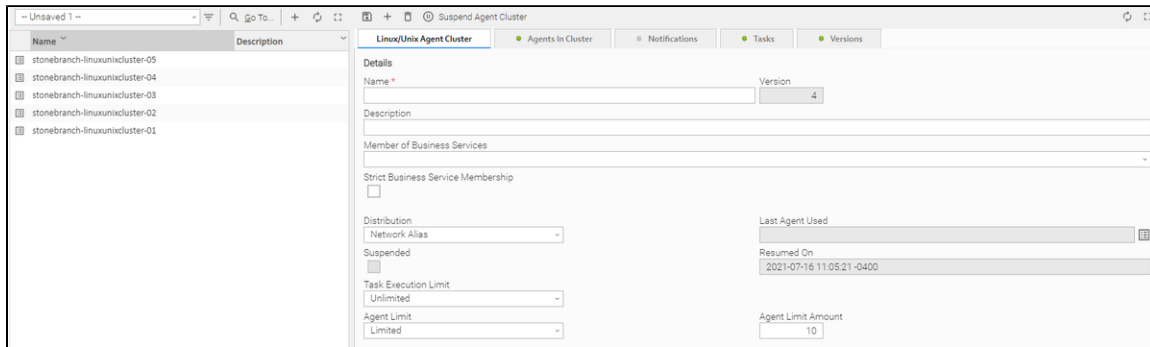 -- Unsaved 1 --
Go To...
Suspend Agent Cluster
Name
Description
stonebranch-linuxunixcluster-05
stonebranch-linuxunixcluster-04
stonebranch-linuxunixcluster-03
stonebranch-linuxunixcluster-02
stonebranch-linuxunixcluster-01
Linux/Unix Agent Cluster
Agents In Cluster
Notifications
Tasks
Versions
Details
Name *
Version
4
Description
Member of Business Services
Strict Business Service Membership
Distribution
Last Agent Used
Network Alias
Suspended
Resumed On
2021-07-16 11:05:21 -0400
Task Execution Limit
Unlimited
Agent Limit
Agent Limit Amount
Limited
10